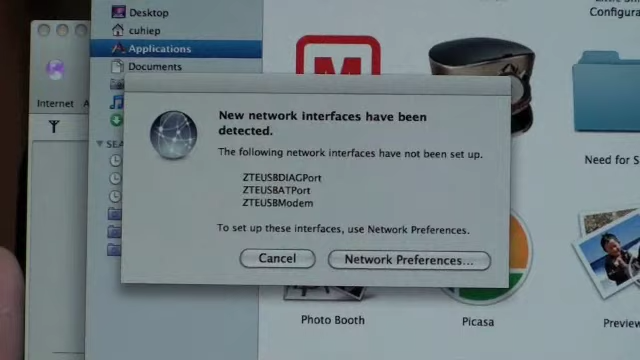 Desktop
cuhiep
Applications
Documents
Internet
Configura
M
New network interfaces have been
detected.
The following network interfaces have not been set up.
ZTEUSBDIAGPort
ZTEUSBATPort
ZTEUSBModem
To set up these interfaces, use Network Preferences.
Cancel
Network Preferences...
SEA
Need for S
Photo Booth
Picasa
Preview